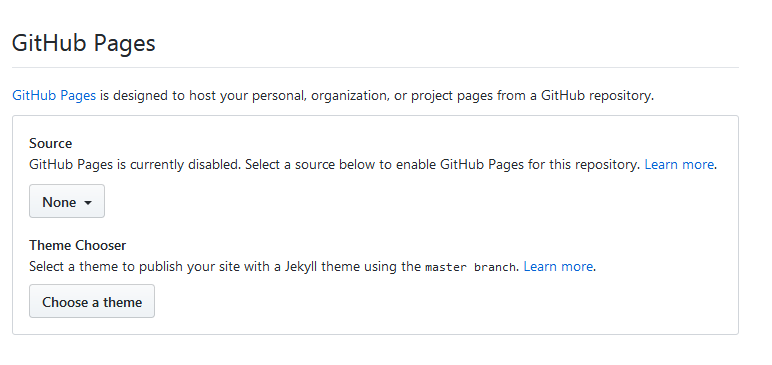 GitHub Pages
GitHub Pages is designed to host your personal, organization, or project pages from a GitHub repository.
Source
GitHub Pages is currently disabled. Select a source below to enable GitHub Pages for this repository. Learn more.
None
Theme Chooser
Select a theme to publish your site with a Jekyll theme using the master branch. Learn more.
Choose a theme